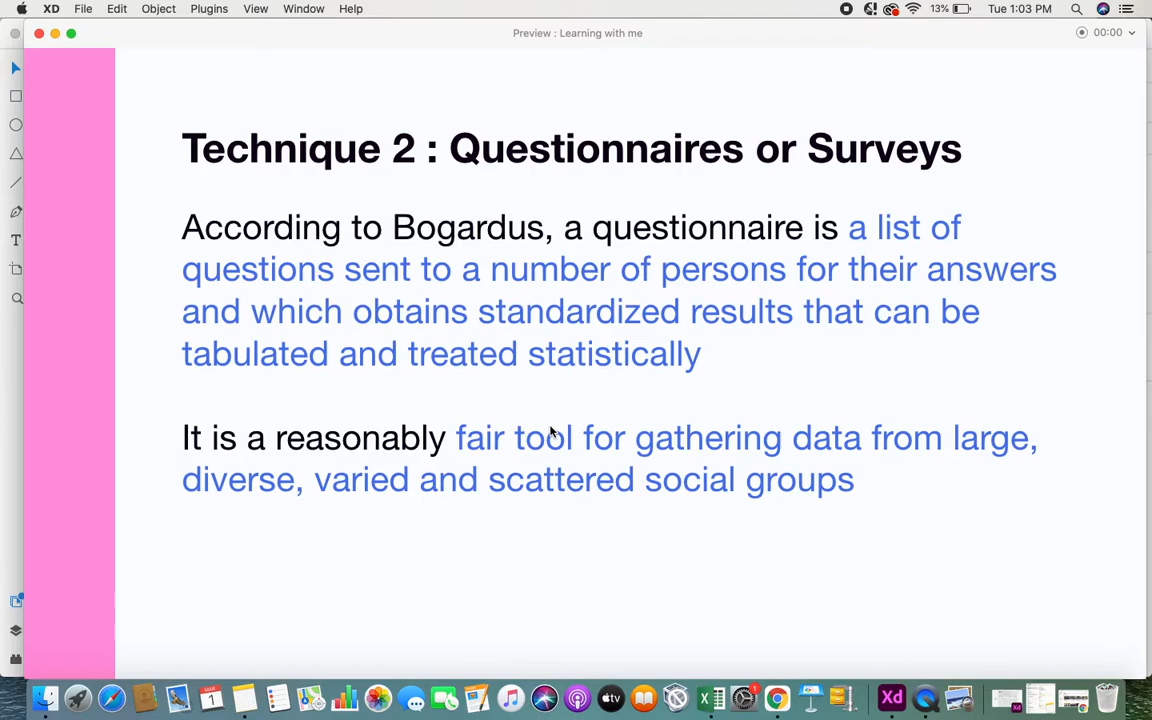 XD File Edit Object Plugins View Window Help 13% Tue 1:03 PM
Preview : Learning with me 00:00
Technique 2 : Questionnaires or Surveys
According to Bogardus, a questionnaire is a list of
questions sent to a number of persons for their answers
and which obtains standardized results that can be
tabulated and treated statistically
It is a reasonably fair tool for gathering data from large,
diverse, varied and scattered social groups
T
tv
Xd